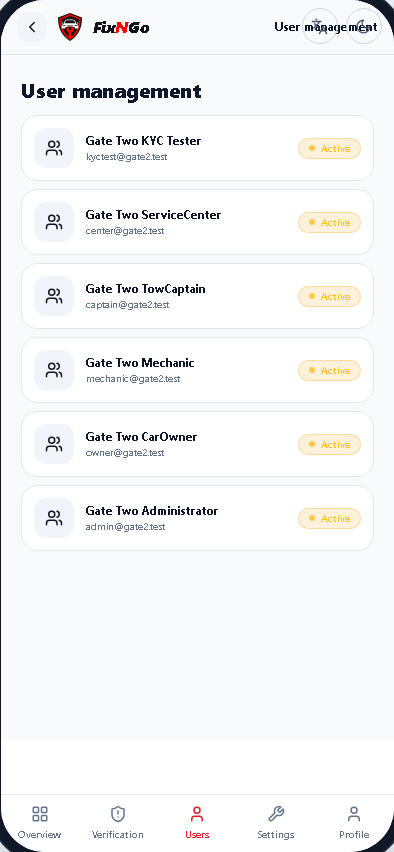 FixNGo
User management
User management
Gate Two KYC Tester
kyctest@gate2.test
Active
Gate Two ServiceCenter
center@gate2.test
Active
Gate Two TowCaptain
captain@gate2.test
Active
Gate Two Mechanic
mechanic@gate2.test
Active
Gate Two CarOwner
owner@gate2.test
Active
Gate Two Administrator
admin@gate2.test
Active
Overview
Verification
Users
Settings
Profile